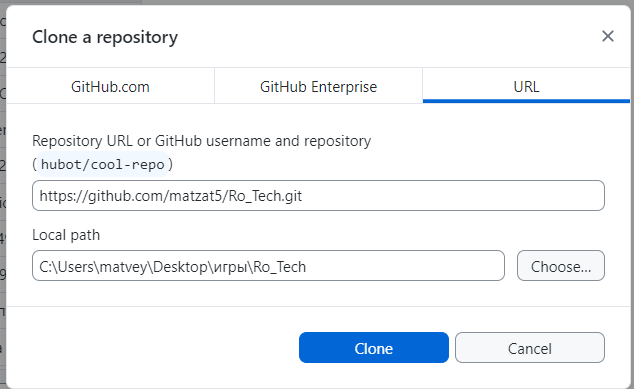 Clone a repository
GitHub.com
GitHub Enterprise
URL
Repository URL or GitHub username and repository
(hubot/cool-repo)
https://github.com/matzat5/Ro_Tech.git
Local path
C:\Users\matvey\Desktop\игры\Ro_Tech
Choose...
Clone
Cancel